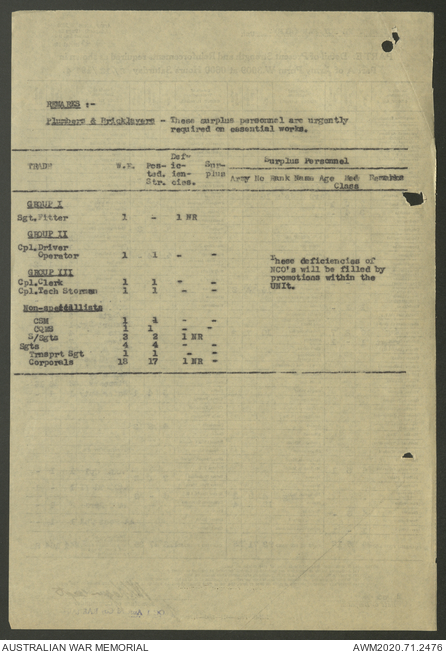 REMARKS :-
Plumbers & Bricklayers - These surplus personnel are urgently
required on essential works.
TRADE W.E. Pos- Def- Sur- Surplus Personnel
ted. ic- plus Army No Rank Name Age Med Remarks
Str. ien- Class
cies.
GROUP I
Sgt.Fitter 1 - 1 NR
GROUP II
Cpl.Driver
Operator 1 1 - -
These deficiencies of
NCO's will be filled by
promotions within the
UNIT.
GROUP III
Cpl.Clerk 1 1 - -
Cpl.Tech Storeman 1 1 - -
Non-speciallists
CSM 1 1 - -
CQMS 1 1 - -
S/Sgts 3 2 1 NR -
Sgts 4 4 - -
Trnsprt Sgt 1 1 - -
Corporals 18 17 1 NR -
AUSTRALIAN WAR MEMORIAL AWM2020.71.2476